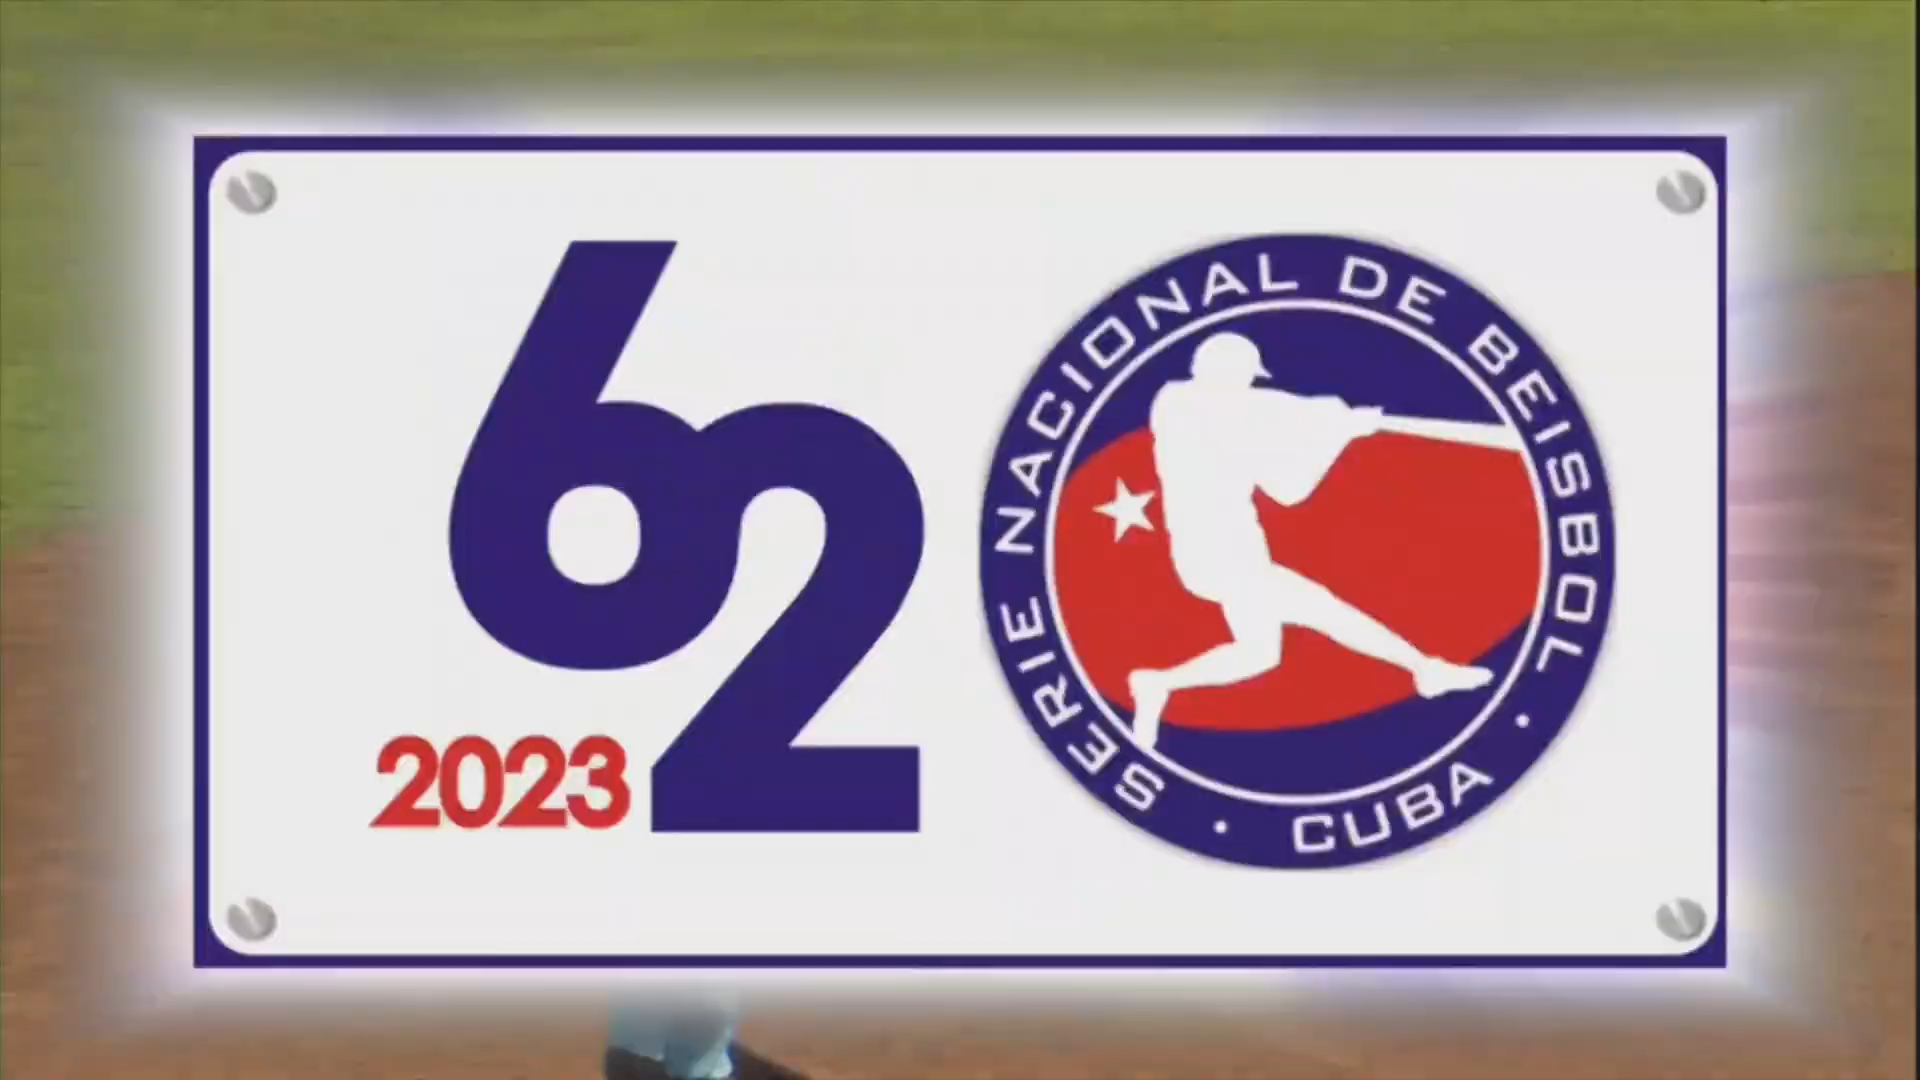 62
2023
SERIE NACIONAL DE BEISBOL · CUBA ·